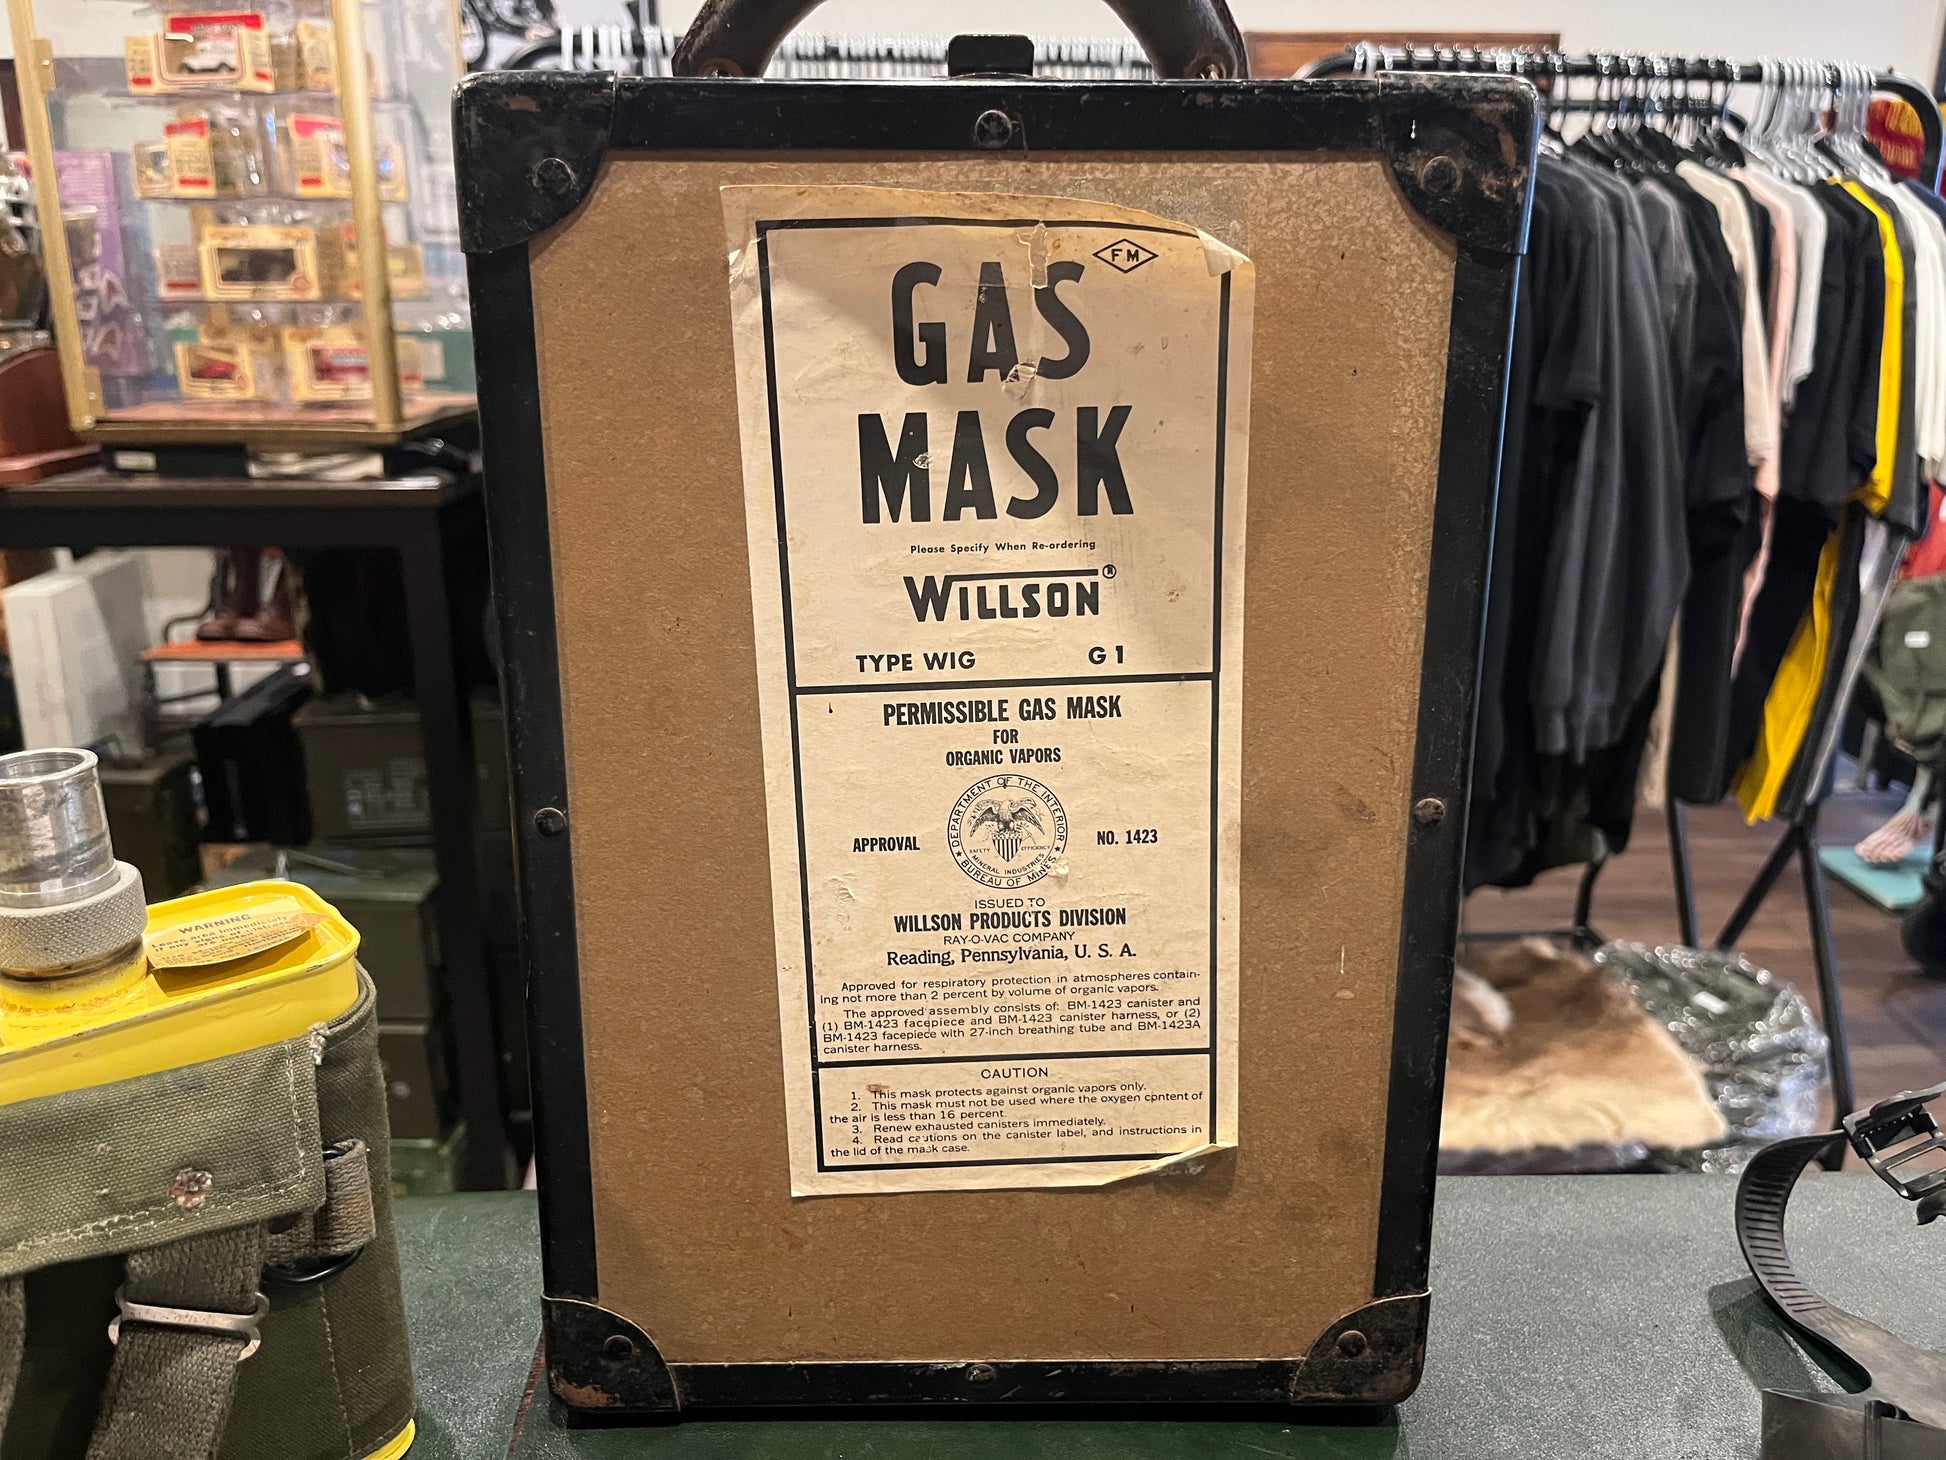 FM
GAS
MASK
Please Specify When Re-ordering
WILLSON®
TYPE WIG G1
PERMISSIBLE GAS MASK
FOR
ORGANIC VAPORS
DEPARTMENT OF THE INTERIOR
SAFETY EFFICIENCY
MINERAL INDUSTRIES
BUREAU OF MINES
APPROVAL NO. 1423
ISSUED TO
WILLSON PRODUCTS DIVISION
RAY-O-VAC COMPANY
Reading, Pennsylvania, U. S. A.
Approved for respiratory protection in atmospheres contain-
ing not more than 2 percent by volume of organic vapors.
The approved assembly consists of: BM-1423 canister and
(1) BM-1423 facepiece and BM-1423 canister harness, or (2)
BM-1423 facepiece with 27-inch breathing tube and BM-1423A
canister harness.
CAUTION
1. This mask protects against organic vapors only.
2. This mask must not be used where the oxygen content of
the air is less than 16 percent.
3. Renew exhausted canisters immediately.
4. Read cautions on the canister label, and instructions in
the lid of the mask case.
WARNING
Leave area immediately
if any